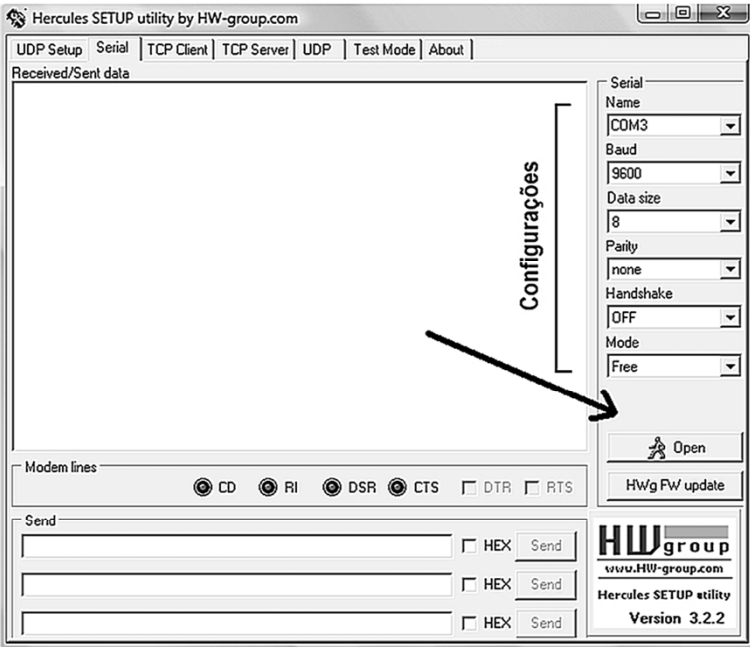 Hercules SETUP utility by HW-group.com
UDP Setup Serial TCP Client TCP Server UDP Test Mode About
Received/Sent data
Configurações
Serial
Name
COM3
Baud
9600
Data size
8
Parity
none
Handshake
OFF
Mode
Free
Open
HWg FW update
Modem lines
CD RI DSR CTS DTR RTS
Send
HEX Send
HEX Send
HEX Send
HW group
www.HW-group.com
Hercules SETUP utility
Version 3.2.2